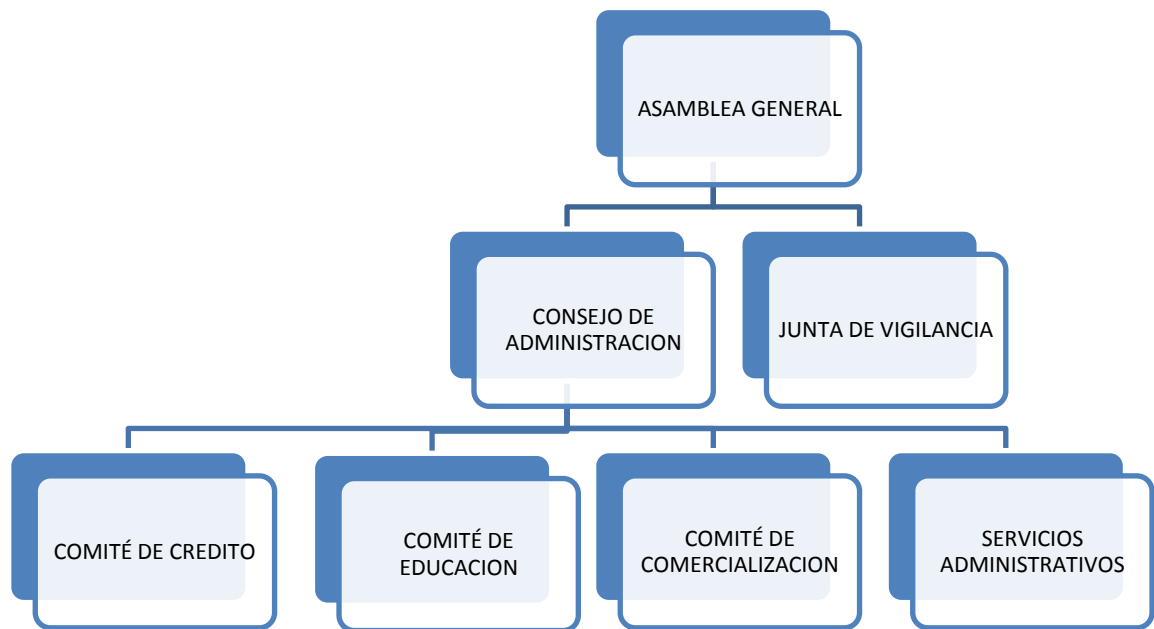 ASAMBLEA GENERAL
CONSEJO DE
ADMINISTRACION
JUNTA DE VIGILANCIA
COMITÉ DE CREDITO
COMITÉ DE
EDUCACION
COMITÉ DE
COMERCIALIZACION
SERVICIOS
ADMINISTRATIVOS